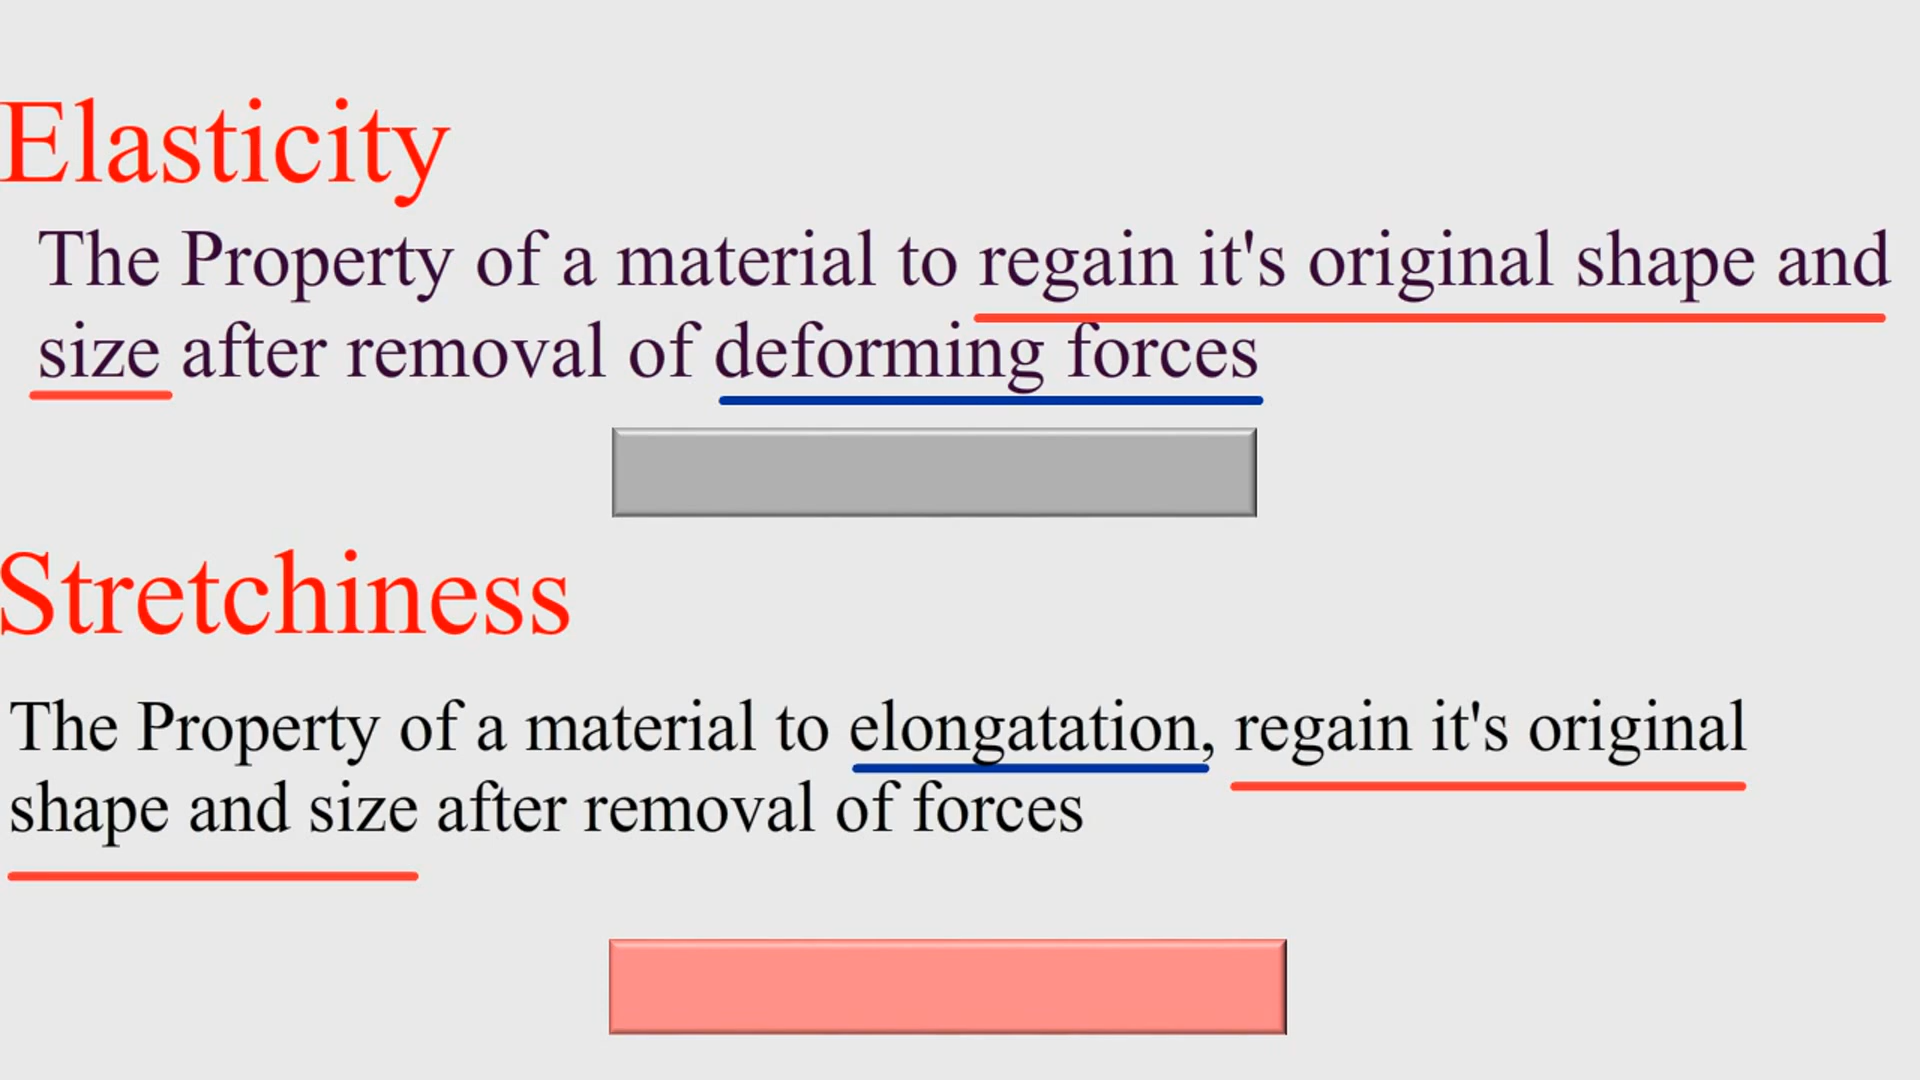 Elasticity
The Property of a material to regain it's original shape and
size after removal of deforming forces
Stretchiness
The Property of a material to elongatation, regain it's original
shape and size after removal of forces